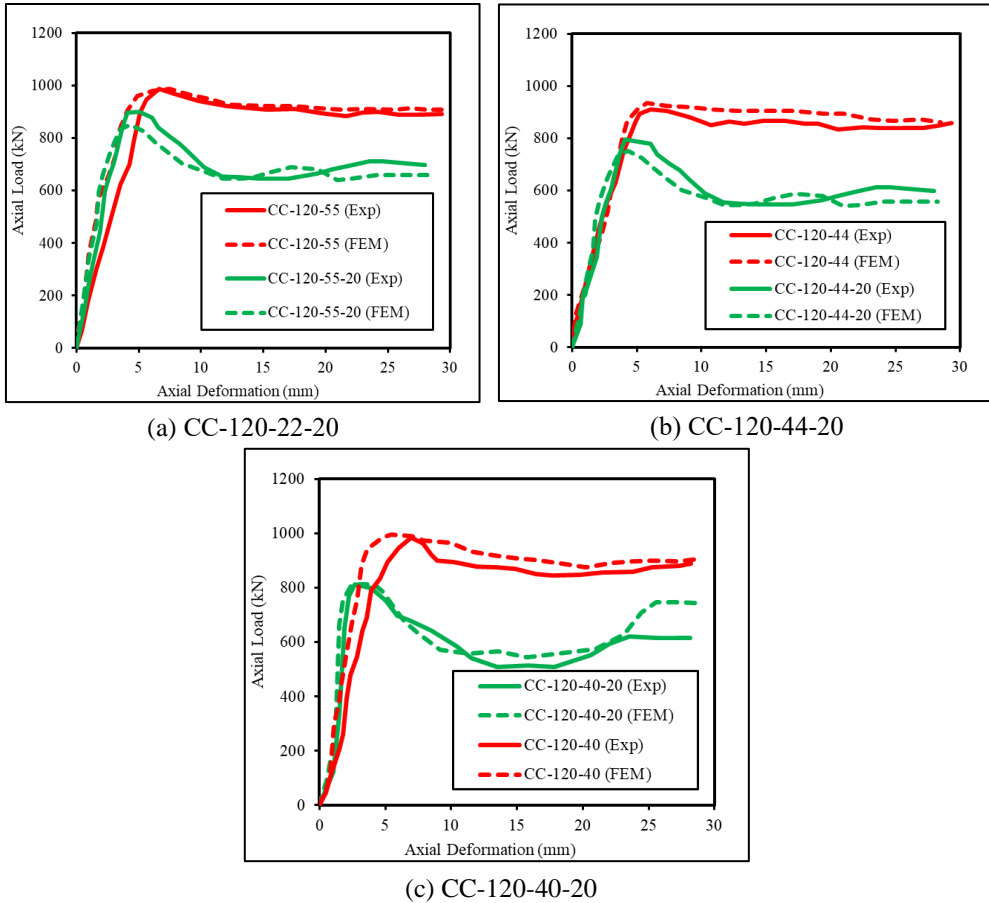 1200
1000
800
600
400
200
0
Axial Load (kN)
CC-120-55 (Exp)
CC-120-55 (FEM)
CC-120-55-20 (Exp)
CC-120-55-20 (FEM)
0 5 10 15 20 25 30
Axial Deformation (mm)
(a) CC-120-22-20
1200
1000
800
600
400
200
0
Axial Load (kN)
CC-120-44 (Exp)
CC-120-44 (FEM)
CC-120-44-20 (Exp)
CC-120-44-20 (FEM)
0 5 10 15 20 25 30
Axial Deformation (mm)
(b) CC-120-44-20
1200
1000
800
600
400
200
0
Axial Load (kN)
CC-120-40-20 (Exp)
CC-120-40-20 (FEM)
CC-120-40 (Exp)
CC-120-40 (FEM)
0 5 10 15 20 25 30
Axial Deformation (mm)
(c) CC-120-40-20